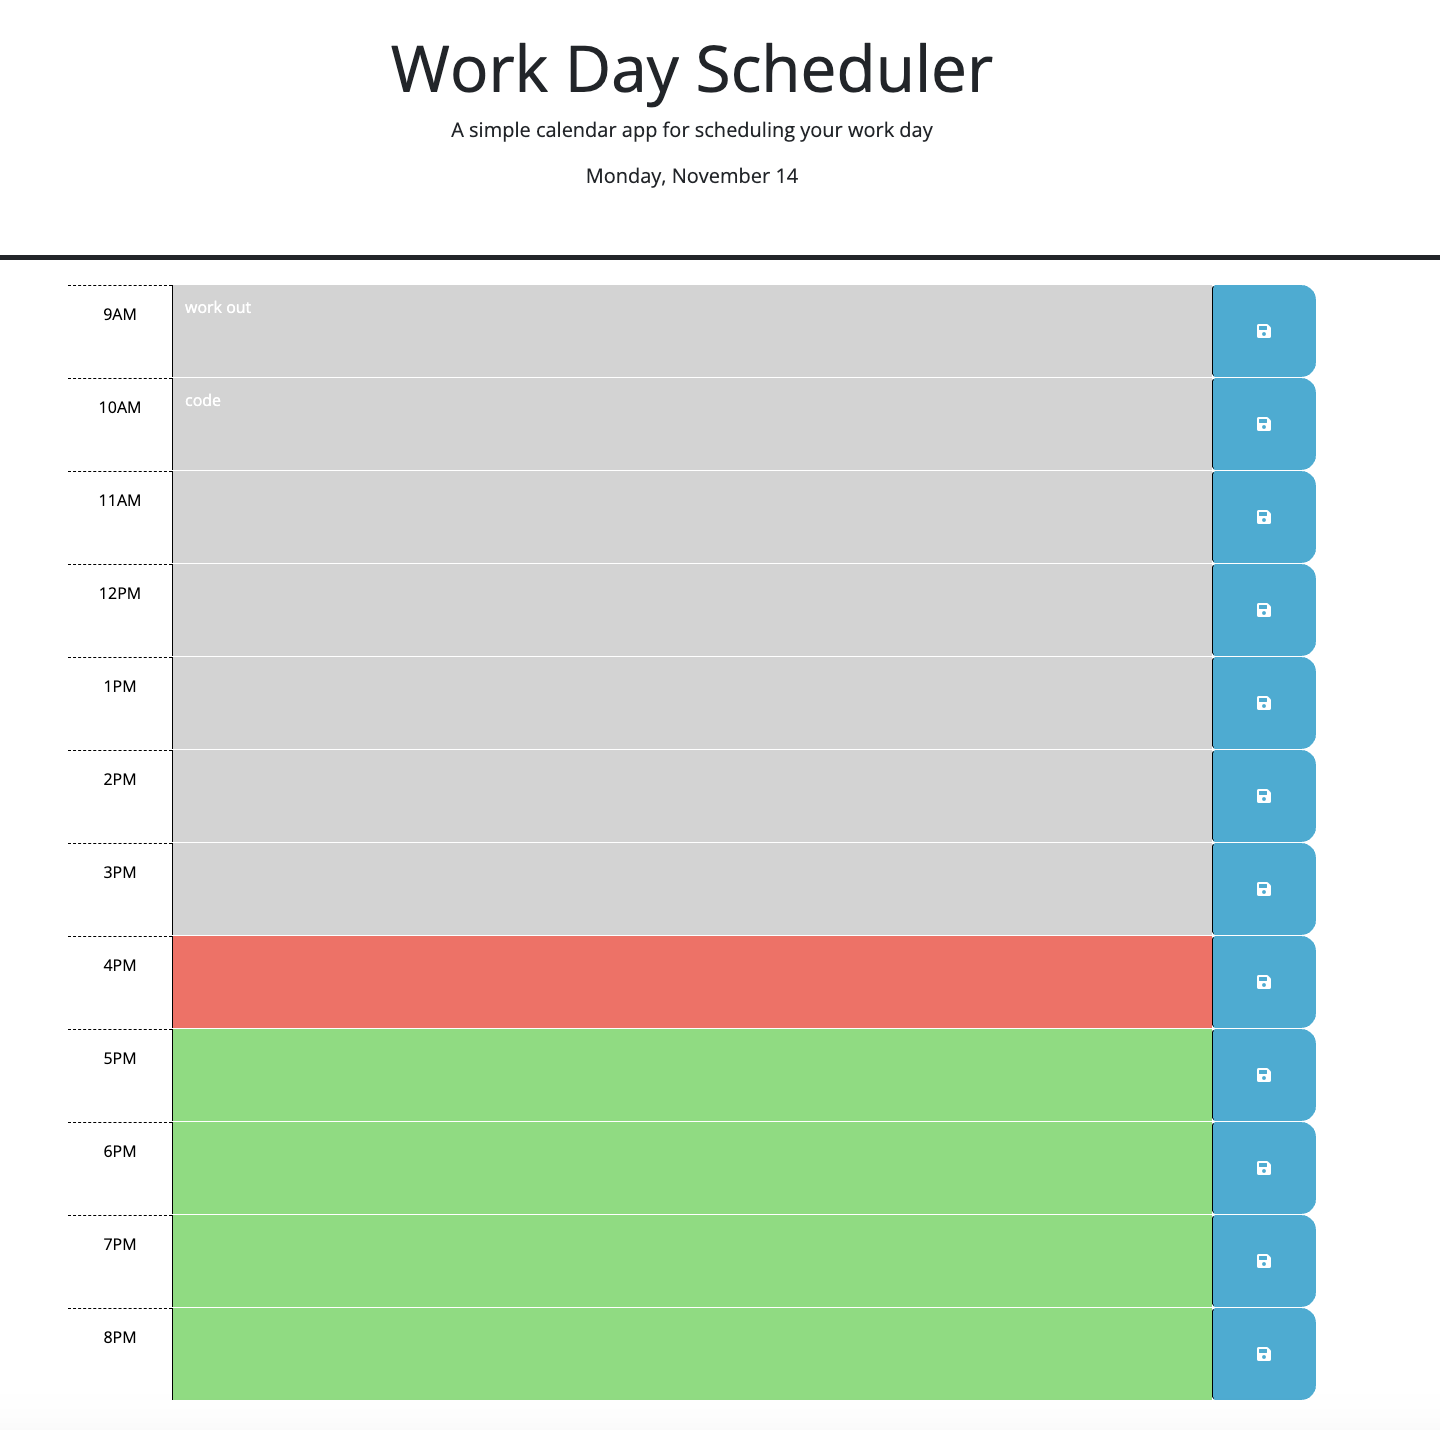 Work Day Scheduler
A simple calendar app for scheduling your work day
Monday, November 14
9AM
work out
10AM
code
11AM
12PM
1PM
2PM
3PM
4PM
5PM
6PM
7PM
8PM